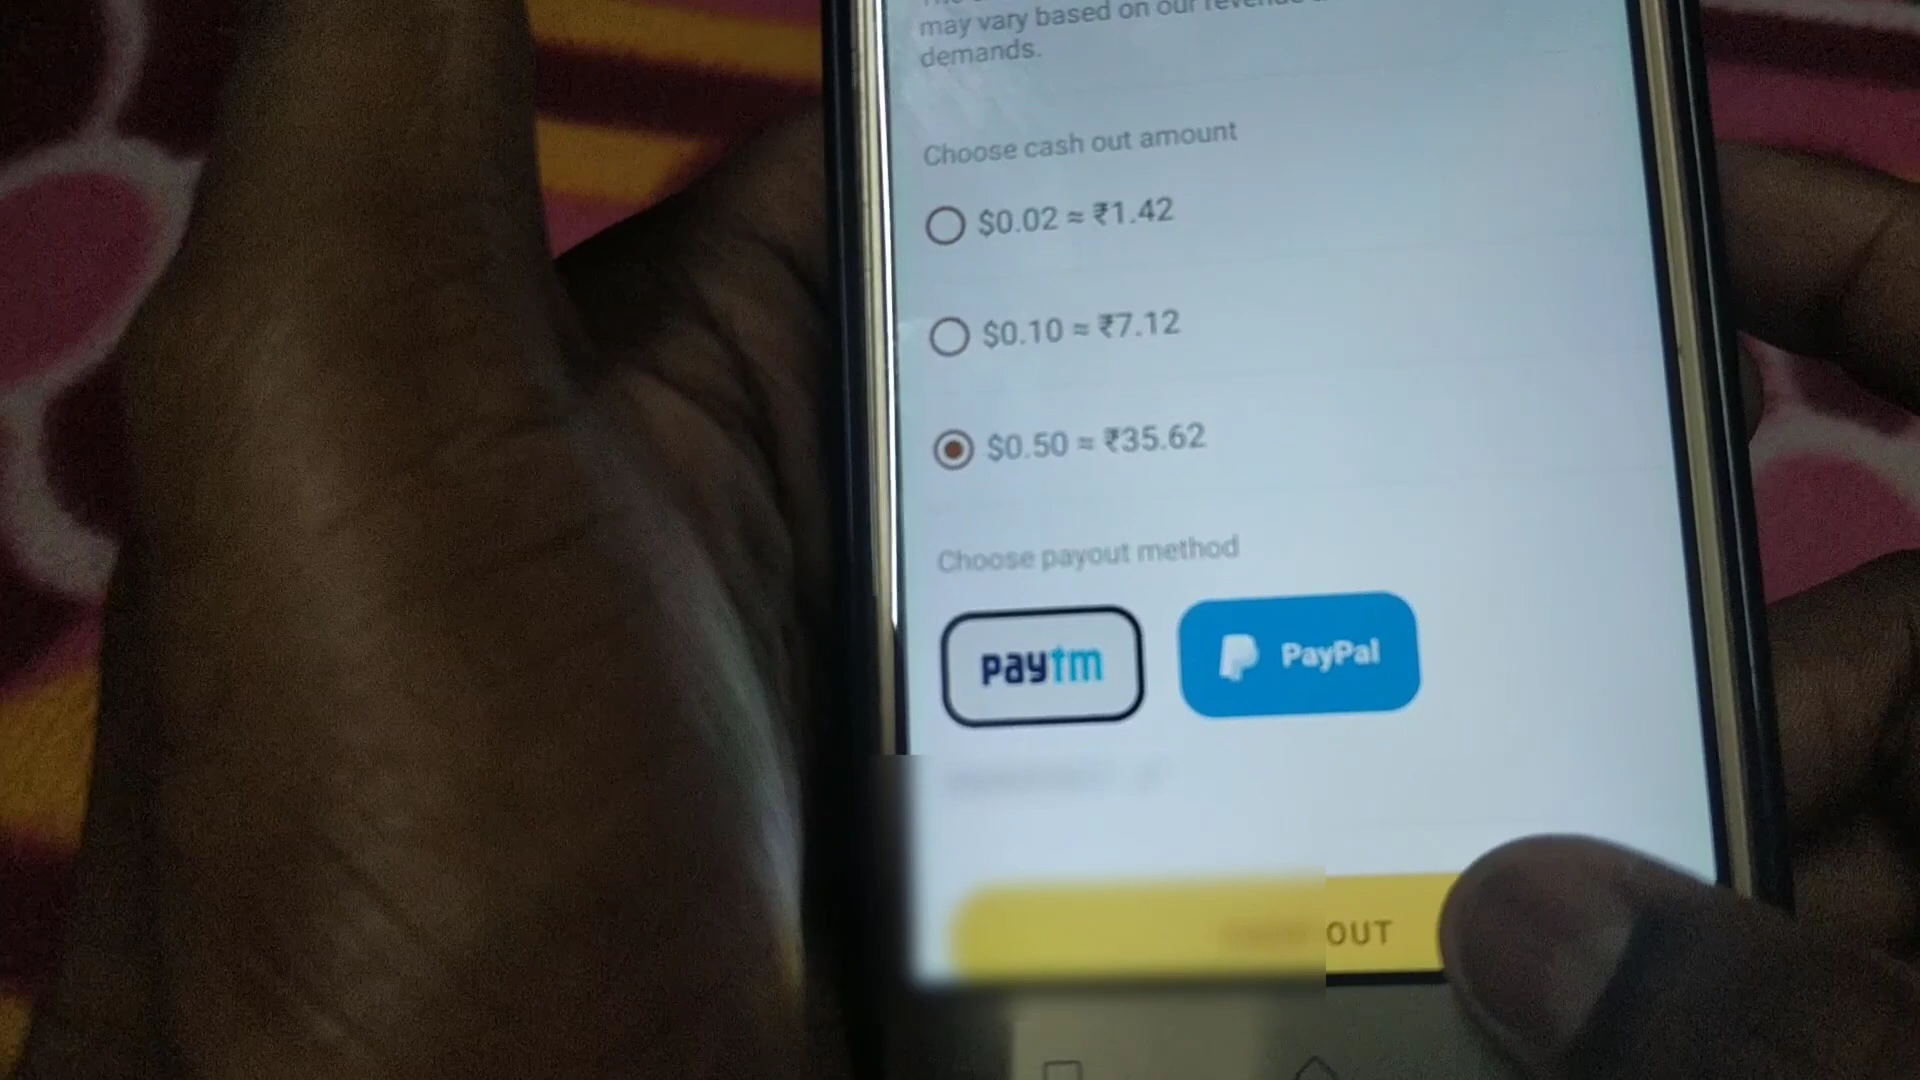 may vary based on our revenue
demands.
Choose cash out amount
$0.02 ≈ ₹1.42
$0.10 ≈ ₹7.12
$0.50 ≈ ₹35.62
Choose payout method
paytm
PayPal
OUT